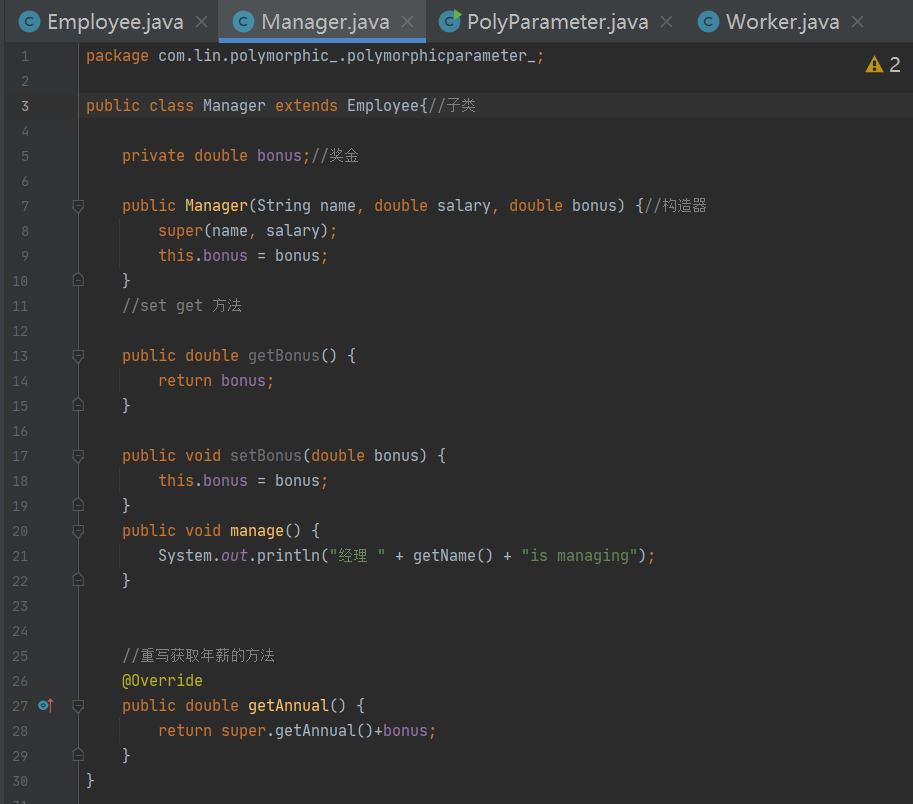 Employee.java Manager.java PolyParameter.java Worker.java
1 package com.lin.polymorphic_.polymorphicparameter_; 2
2
3 public class Manager extends Employee{//子类
4
5 private double bonus;//奖金
6
7 public Manager(String name, double salary, double bonus) {//构造器
8 super(name, salary);
9 this.bonus = bonus;
10 }
11 //set get 方法
12
13 public double getBonus() {
14 return bonus;
15 }
16
17 public void setBonus(double bonus) {
18 this.bonus = bonus;
19 }
20 public void manage() {
21 System.out.println("经理 " + getName() + "is managing");
22 }
23
24
25 //重写获取年薪的方法
26 @Override
27 public double getAnnual() {
28 return super.getAnnual()+bonus;
29 }
30 }